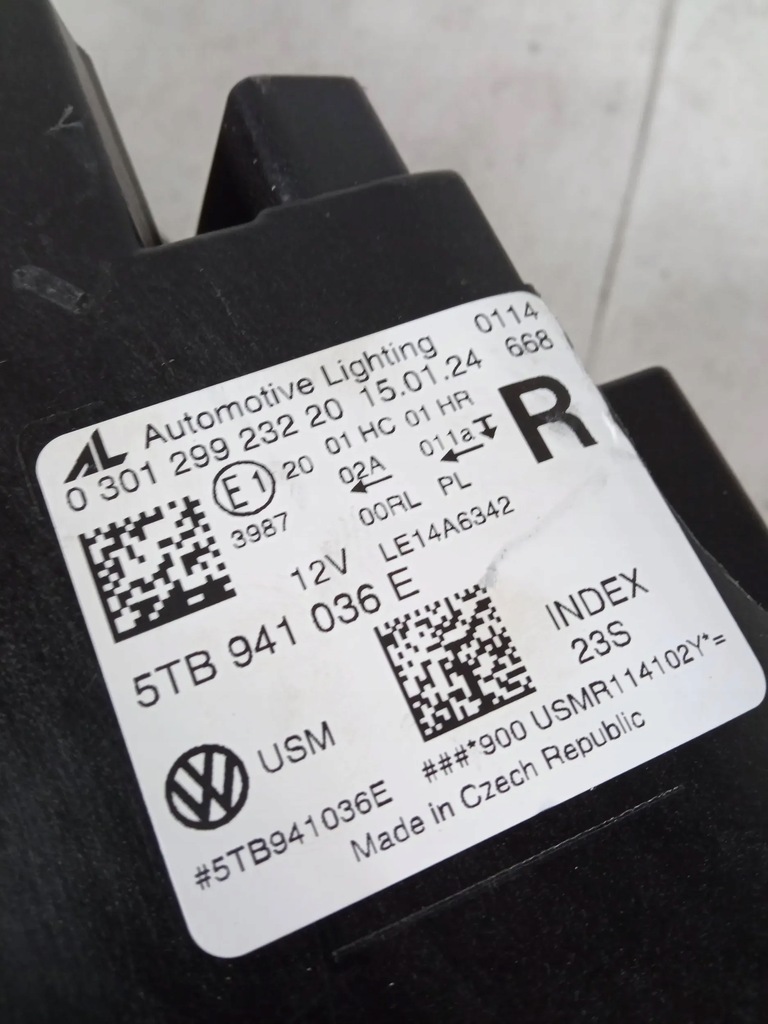 AL Automotive Lighting 0114
0 301 299 232 20 15.01.24 668
E1 20 01 HC 01 HR R
02A 011a
3987 00RL PL
12V LE14A6342
5TB 941 036 E
INDEX
23S
VW USM
###*900 USMR114102Y*=
#5TB941036E
Made in Czech Republic